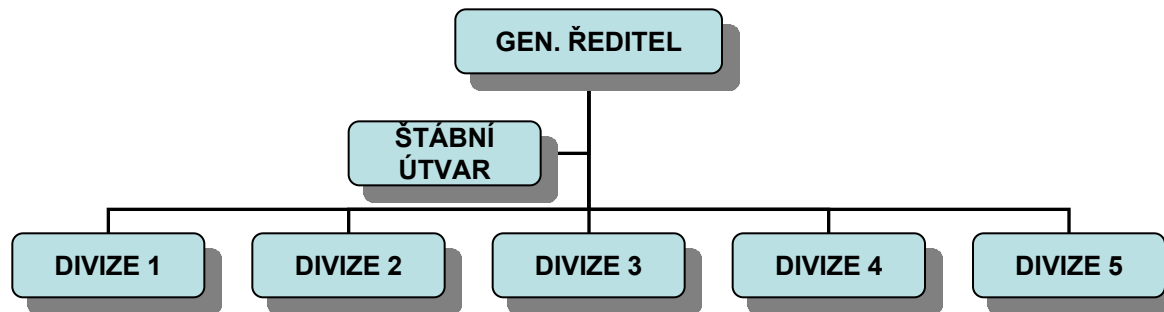 GEN. ŘEDITEL
ŠTÁBNÍ
ÚTVAR
DIVIZE 1
DIVIZE 2
DIVIZE 3
DIVIZE 4
DIVIZE 5